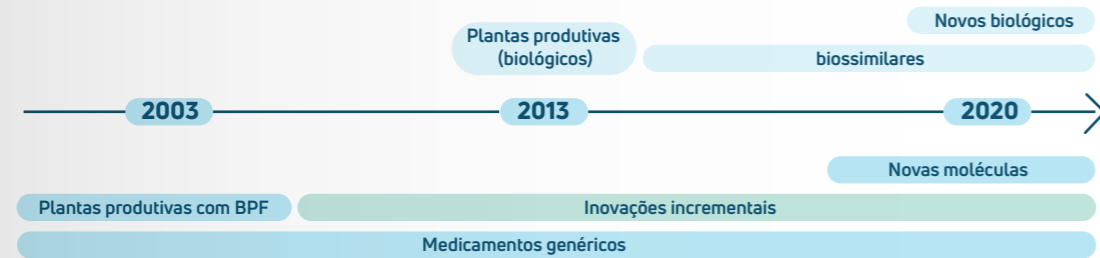 Novos biológicos
Plantas produtivas
(biológicos)
biossimilares
2003
2013
2020
Novas moléculas
Plantas produtivas com BPF
Inovações incrementais
Medicamentos genéricos